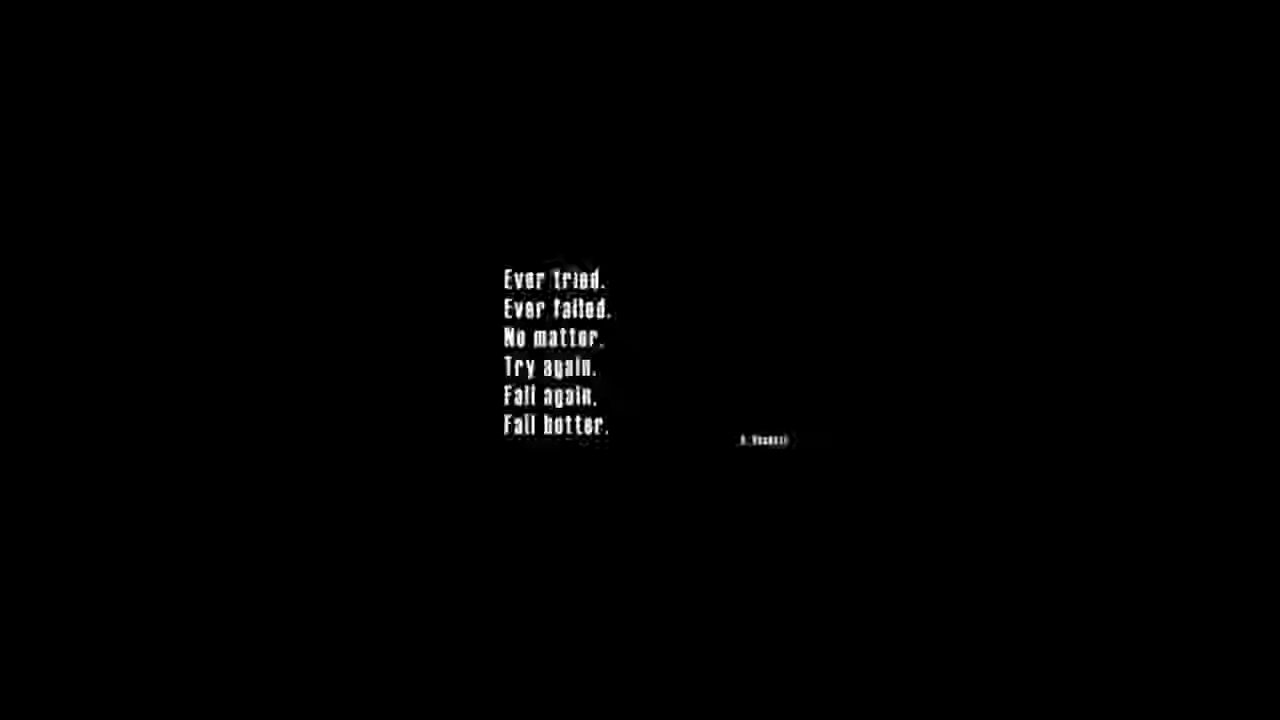 Ever tried.
Ever failed.
No matter.
Try again.
Fail again.
Fail better.